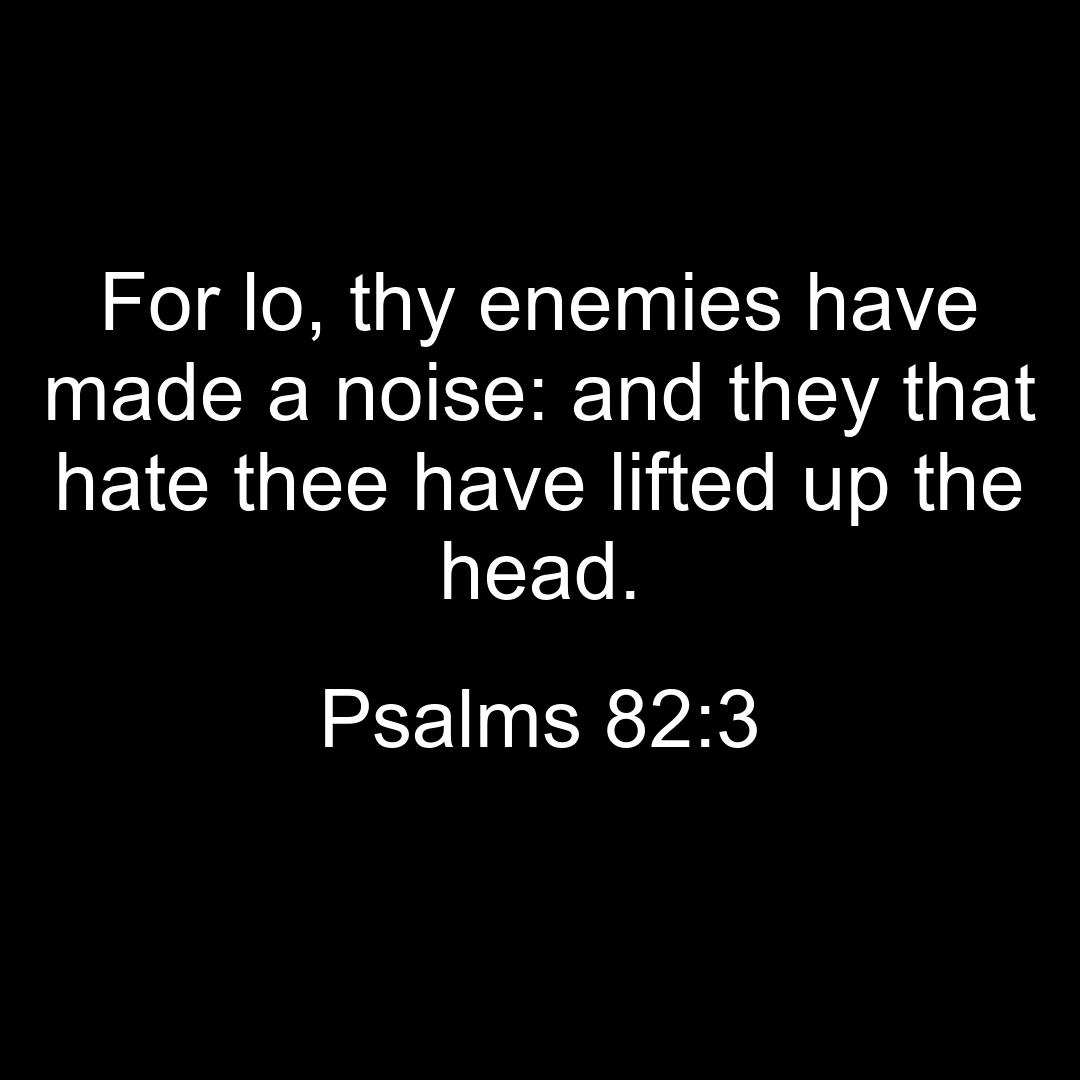 For lo, thy enemies have
made a noise: and they that
hate thee have lifted up the
head.
Psalms 82:3